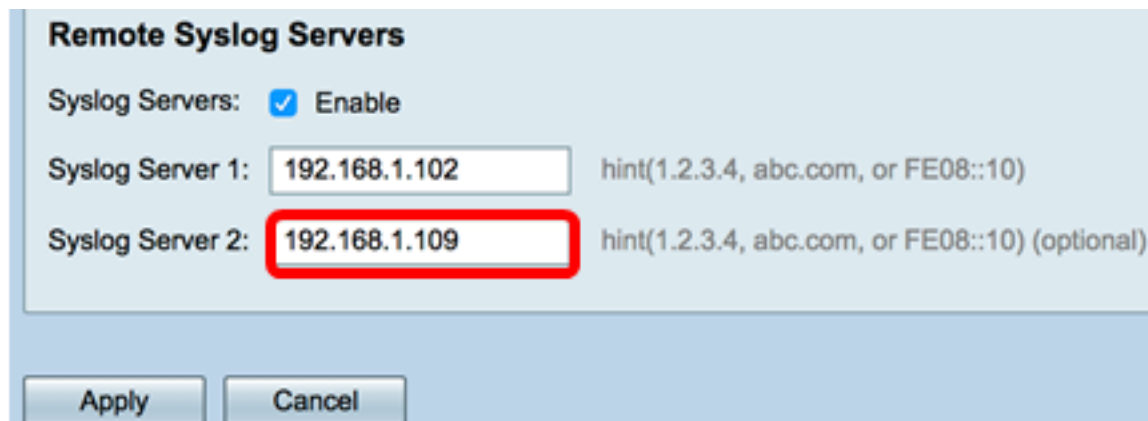 Remote Syslog Servers
Syslog Servers: Enable
Syslog Server 1: 192.168.1.102 hint(1.2.3.4, abc.com, or FE08::10)
Syslog Server 2: 192.168.1.109 hint(1.2.3.4, abc.com, or FE08::10) (optional)
Apply Cancel